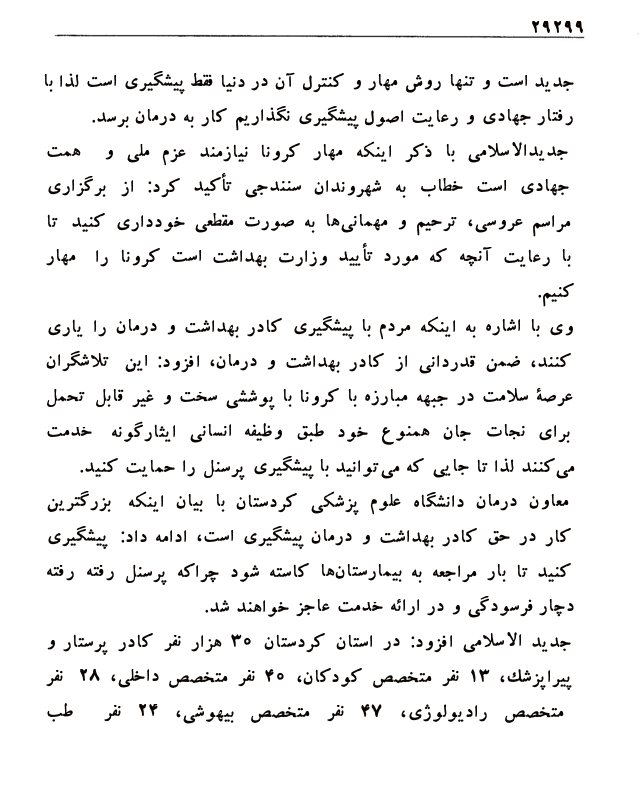 ۲۹۲۹۹
جدید است و تنها روش مهار و کنترل آن در دنیا فقط پیشگیری است لذا با
رفتار جهادی و رعایت اصول پیشگیری نگذاریم کار به درمان برسد.
جدیدالاسلامی با ذکر اینکه مهار کرونا نیازمند عزم ملی و همت
جهادی است خطاب به شهروندان سنندجی تأکید کرد: از برگزاری
مراسم عروسی، ترحیم و مهمانی‌ها به صورت مقطعی خودداری کنید تا
با رعایت آنچه که مورد تأیید وزارت بهداشت است کرونا را مهار
کنیم.
وی با اشاره به اینکه مردم با پیشگیری کادر بهداشت و درمان را یاری
کنند، ضمن قدردانی از کادر بهداشت و درمان، افزود: این تلاشگران
عرصهٔ سلامت در جبهه مبارزه با کرونا با پوششی سخت و غیر قابل تحمل
برای نجات جان همنوع خود طبق وظیفه انسانی ایثارگونه خدمت
می‌کنند لذا تا جایی که می‌توانید با پیشگیری پرسنل را حمایت کنید.
معاون درمان دانشگاه علوم پزشکی کردستان با بیان اینکه بزرگترین
کار در حق کادر بهداشت و درمان پیشگیری است، ادامه داد: پیشگیری
کنید تا بار مراجعه به بیمارستان‌ها کاسته شود چراکه پرسنل رفته رفته
دچار فرسودگی و در ارائه خدمت عاجز خواهند شد.
جدید الاسلامی افزود: در استان کردستان ۳۰ هزار نفر کادر پرستار و
پیراپزشك، ۱۳ نفر متخصص کودکان، ۴۰ نفر متخصص داخلی، ۲۸ نفر
متخصص رادیولوژی، ۴۷ نفر متخصص بیهوشی، ۲۴ نفر طب